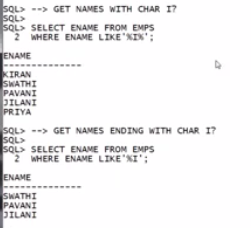 SQL> --> GET NAMES WITH CHAR I?
SQL>
SQL> SELECT ENAME FROM EMPS
2 WHERE ENAME LIKE'%I%';
ENAME
--------------
KIRAN
SWATHI
PAVANI
JILANI
PRIYA
SQL> --> GET NAMES ENDING WITH CHAR I?
SQL>
SQL> SELECT ENAME FROM EMPS
2 WHERE ENAME LIKE'%I';
ENAME
--------------
SWATHI
PAVANI
JILANI